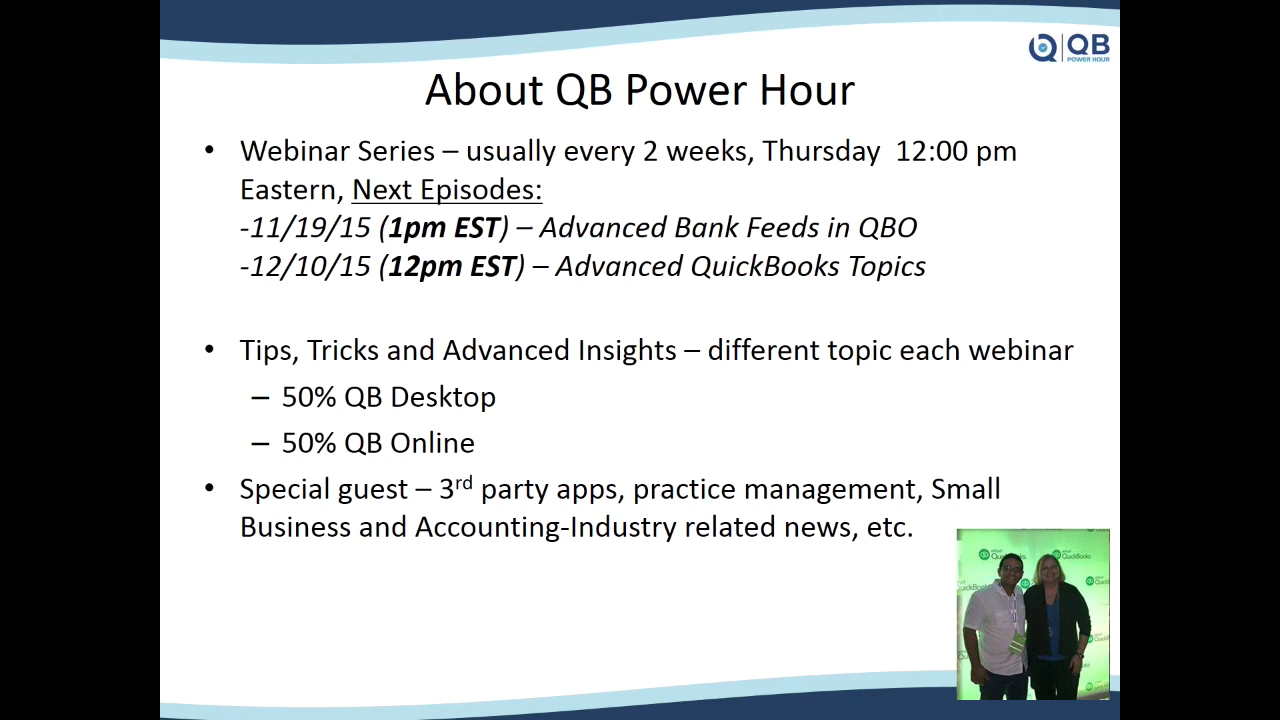 QB
POWER HOUR
About QB Power Hour
• Webinar Series – usually every 2 weeks, Thursday 12:00 pm
Eastern, Next Episodes:
-11/19/15 (1pm EST) – Advanced Bank Feeds in QBO
-12/10/15 (12pm EST) – Advanced QuickBooks Topics
• Tips, Tricks and Advanced Insights – different topic each webinar
– 50% QB Desktop
– 50% QB Online
• Special guest – 3rd party apps, practice management, Small
Business and Accounting-Industry related news, etc.
QuickBooks.